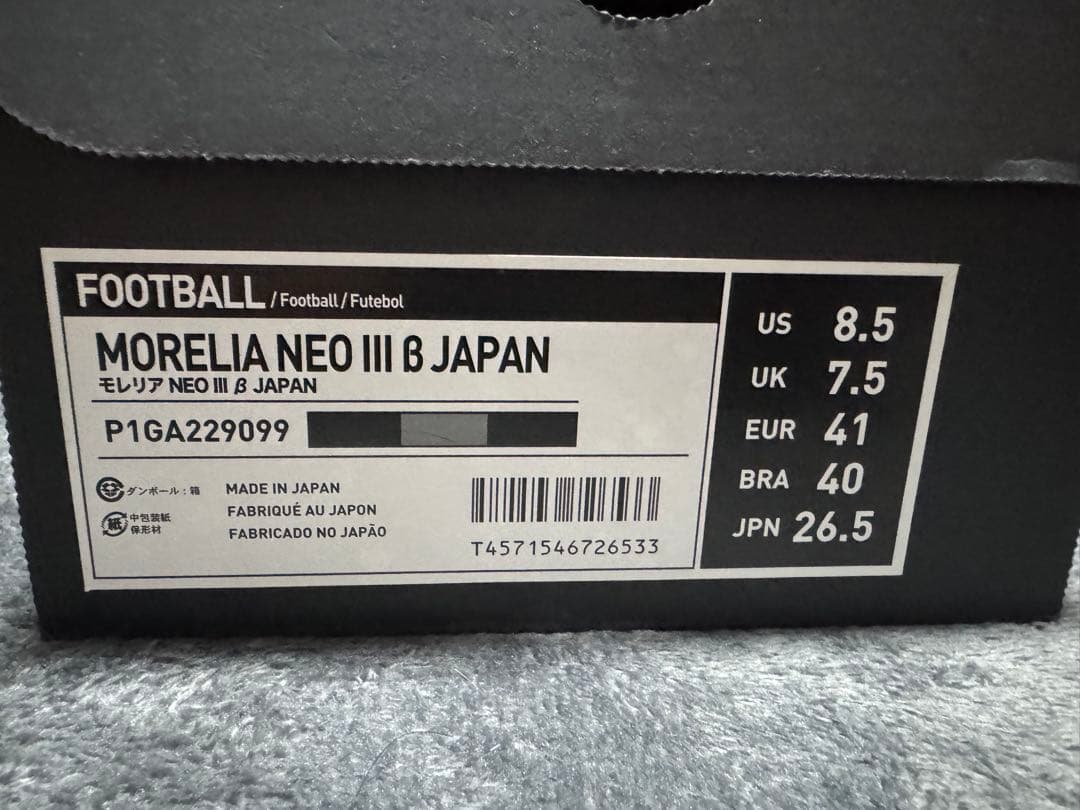 FOOTBALL / Football / Futebol
MORELIA NEO III β JAPAN
モレリア NEO III β JAPAN
P1GA229099
ダンボール：箱
紙 中包装紙
保形材
MADE IN JAPAN
FABRIQUÉ AU JAPON
FABRICADO NO JAPÃO
T4571546726533
US 8.5
UK 7.5
EUR 41
BRA 40
JPN 26.5